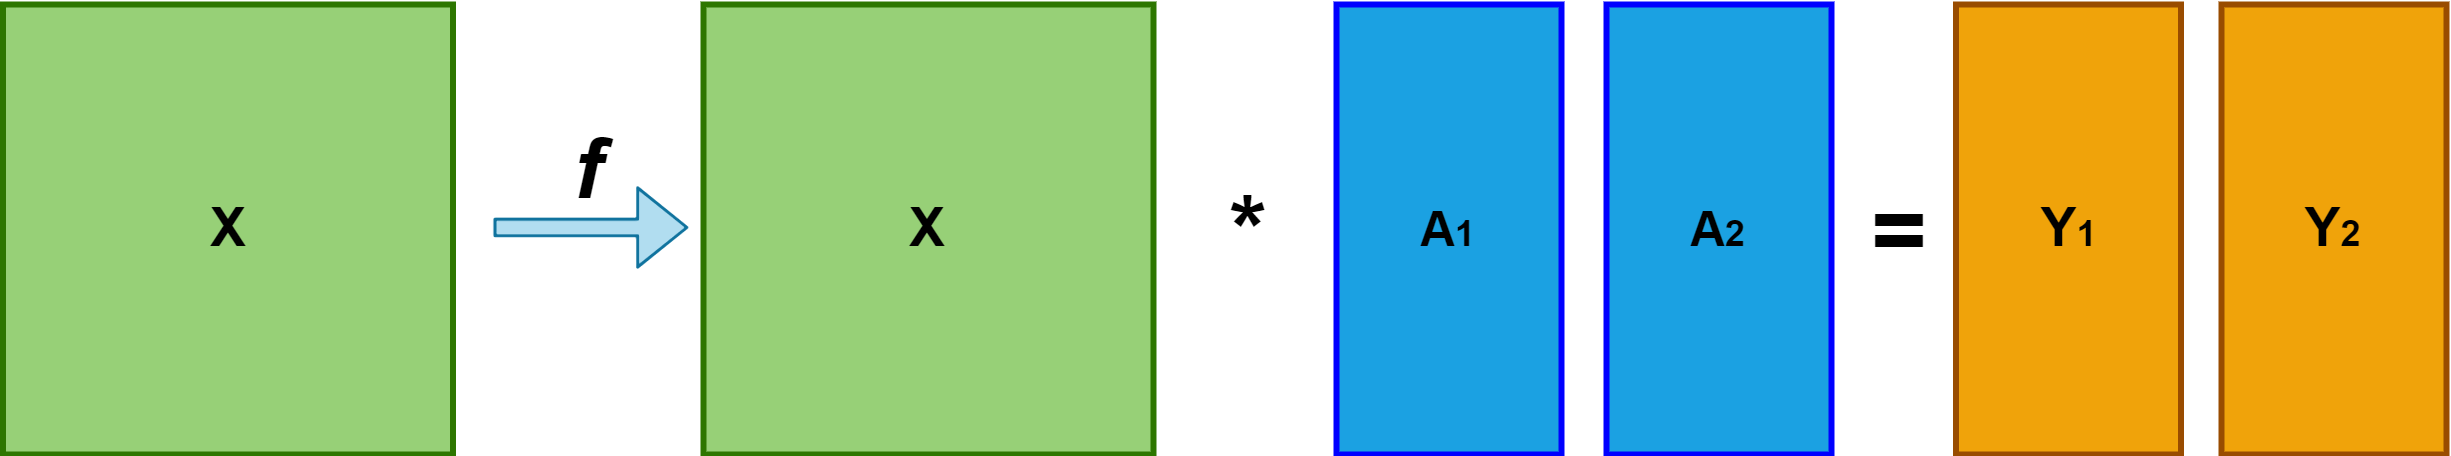 X f X * A1 A2 = Y1 Y2